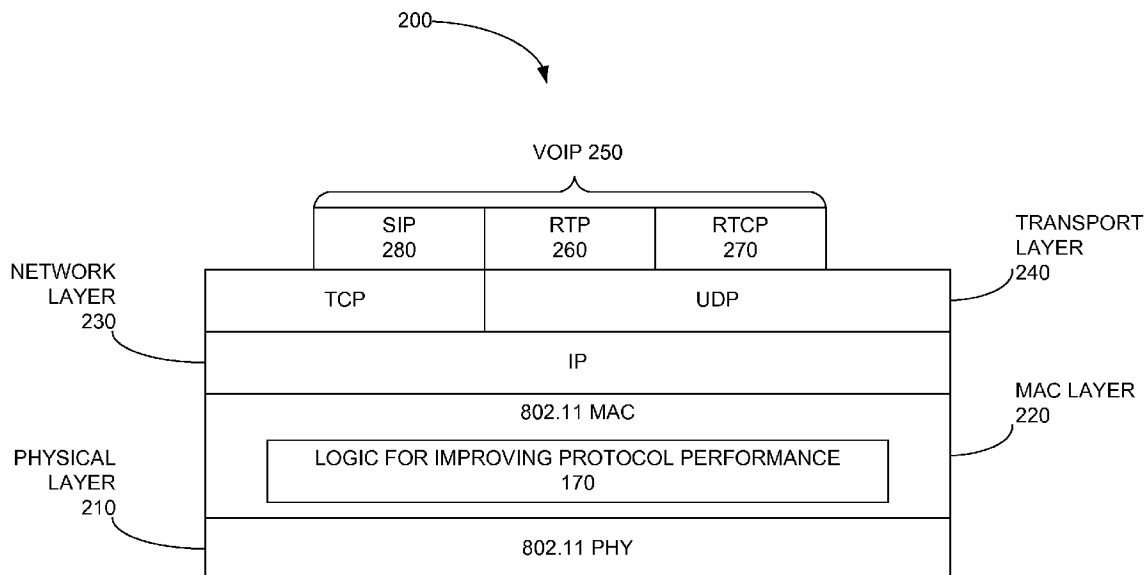 200
VOIP 250
SIP
280
RTP
260
RTCP
270
TRANSPORT
LAYER
240
NETWORK
LAYER
230
TCP
UDP
IP
802.11 MAC
MAC LAYER
220
LOGIC FOR IMPROVING PROTOCOL PERFORMANCE
170
PHYSICAL
LAYER
210
802.11 PHY